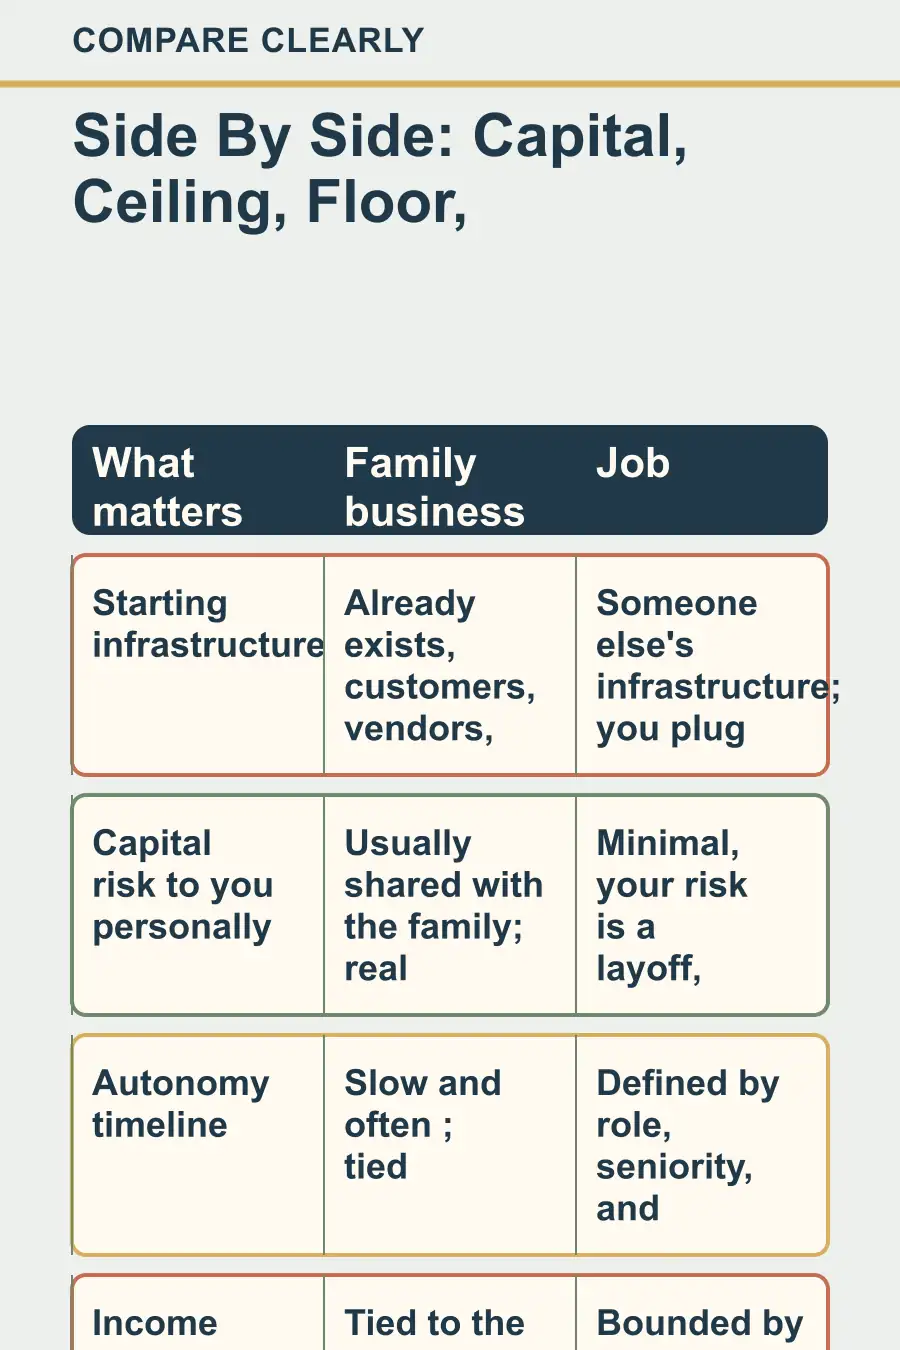 COMPARE CLEARLY
Side By Side: Capital,
Ceiling, Floor,
What
matters
Family
business
Job
Starting
infrastructure
Already
exists,
customers,
vendors,
Someone
else's
infrastructure;
you plug
Capital
risk to you
personally
Usually
shared with
the family;
real
Minimal,
your risk
is a
layoff,
Autonomy
timeline
Slow and
often ;
tied
Defined by
role,
seniority,
and
Income
Tied to the
Bounded by